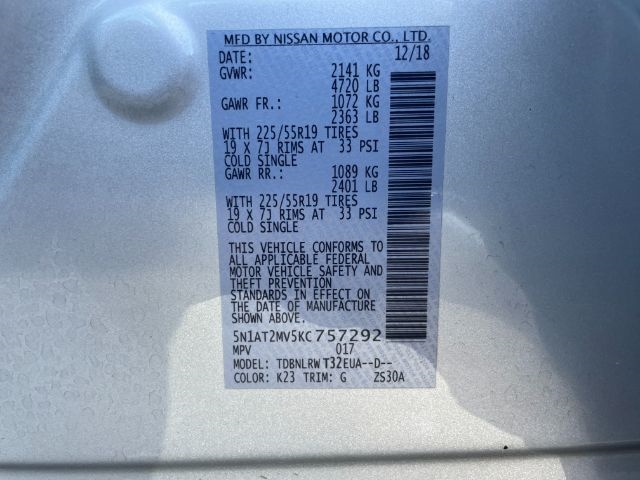 MFD BY NISSAN MOTOR CO., LTD.
DATE: 12/18
GVWR: 2141 KG
4720 LB
GAWR FR.: 1072 KG
2363 LB
WITH 225/55R19 TIRES
19 X 7J RIMS AT 33 PSI
COLD SINGLE
GAWR RR.: 1089 KG
2401 LB
WITH 225/55R19 TIRES
19 X 7J RIMS AT 33 PSI
COLD SINGLE
THIS VEHICLE CONFORMS TO
ALL APPLICABLE FEDERAL
MOTOR VEHICLE SAFETY AND
THEFT PREVENTION
STANDARDS IN EFFECT ON
THE DATE OF MANUFACTURE
SHOWN ABOVE.
5N1AT2MV5KC757292
MPV 017
MODEL: TDBNLRWT32EUA--D--
COLOR: K23 TRIM: G ZS30A